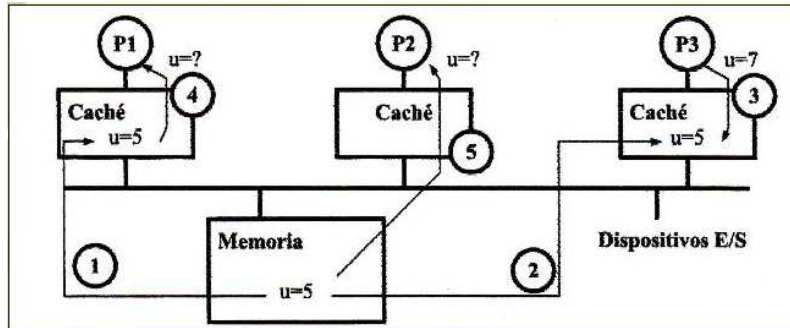 P1 u=?
P2 u=?
P3 u=7
4
3
Caché
u=5
Caché
5
Caché
u=5
Memoria
u=5
1
2
Dispositivos E/S